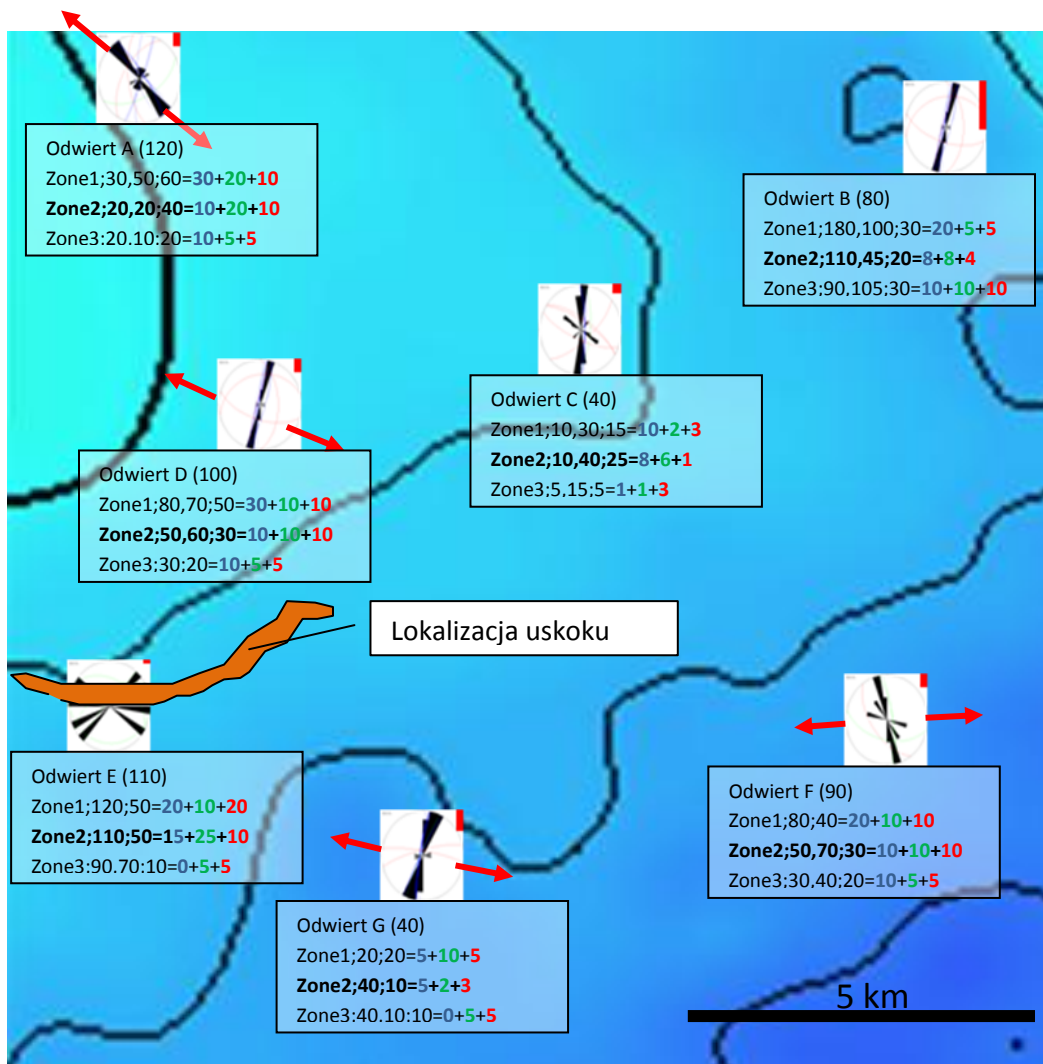 Odwiert A (120)
Zone1;30,50;60=30+20+10
Zone2;20,20;40=10+20+10
Zone3:20.10:20=10+5+5
Odwiert B (80)
Zone1;180,100;30=20+5+5
Zone2;110,45;20=8+8+4
Zone3;90.105;30=10+10+10
Odwiert C (40)
Zone1;10,30;15=10+2+3
Zone2;10,40;25=8+6+1
Zone3;5,15;5=1+1+3
Odwiert D (100)
Zone1;80,70;50=30+10+10
Zone2;50,60;30=10+10+10
Zone3;30;20=10+5+5
Lokalizacja uskoku
Odwiert E (110)
Zone1;120;50=20+10+20
Zone2;110;50=15+25+10
Zone3:90.70:10=0+5+5
Odwiert F (90)
Zone1;80;40=20+10+10
Zone2;50,70;30=10+10+10
Zone3;30,40;20=10+5+5
Odwiert G (40)
Zone1;20;20=5+10+5
Zone2;40;10=5+2+3
Zone3:40.10:10=0+5+5
5 km